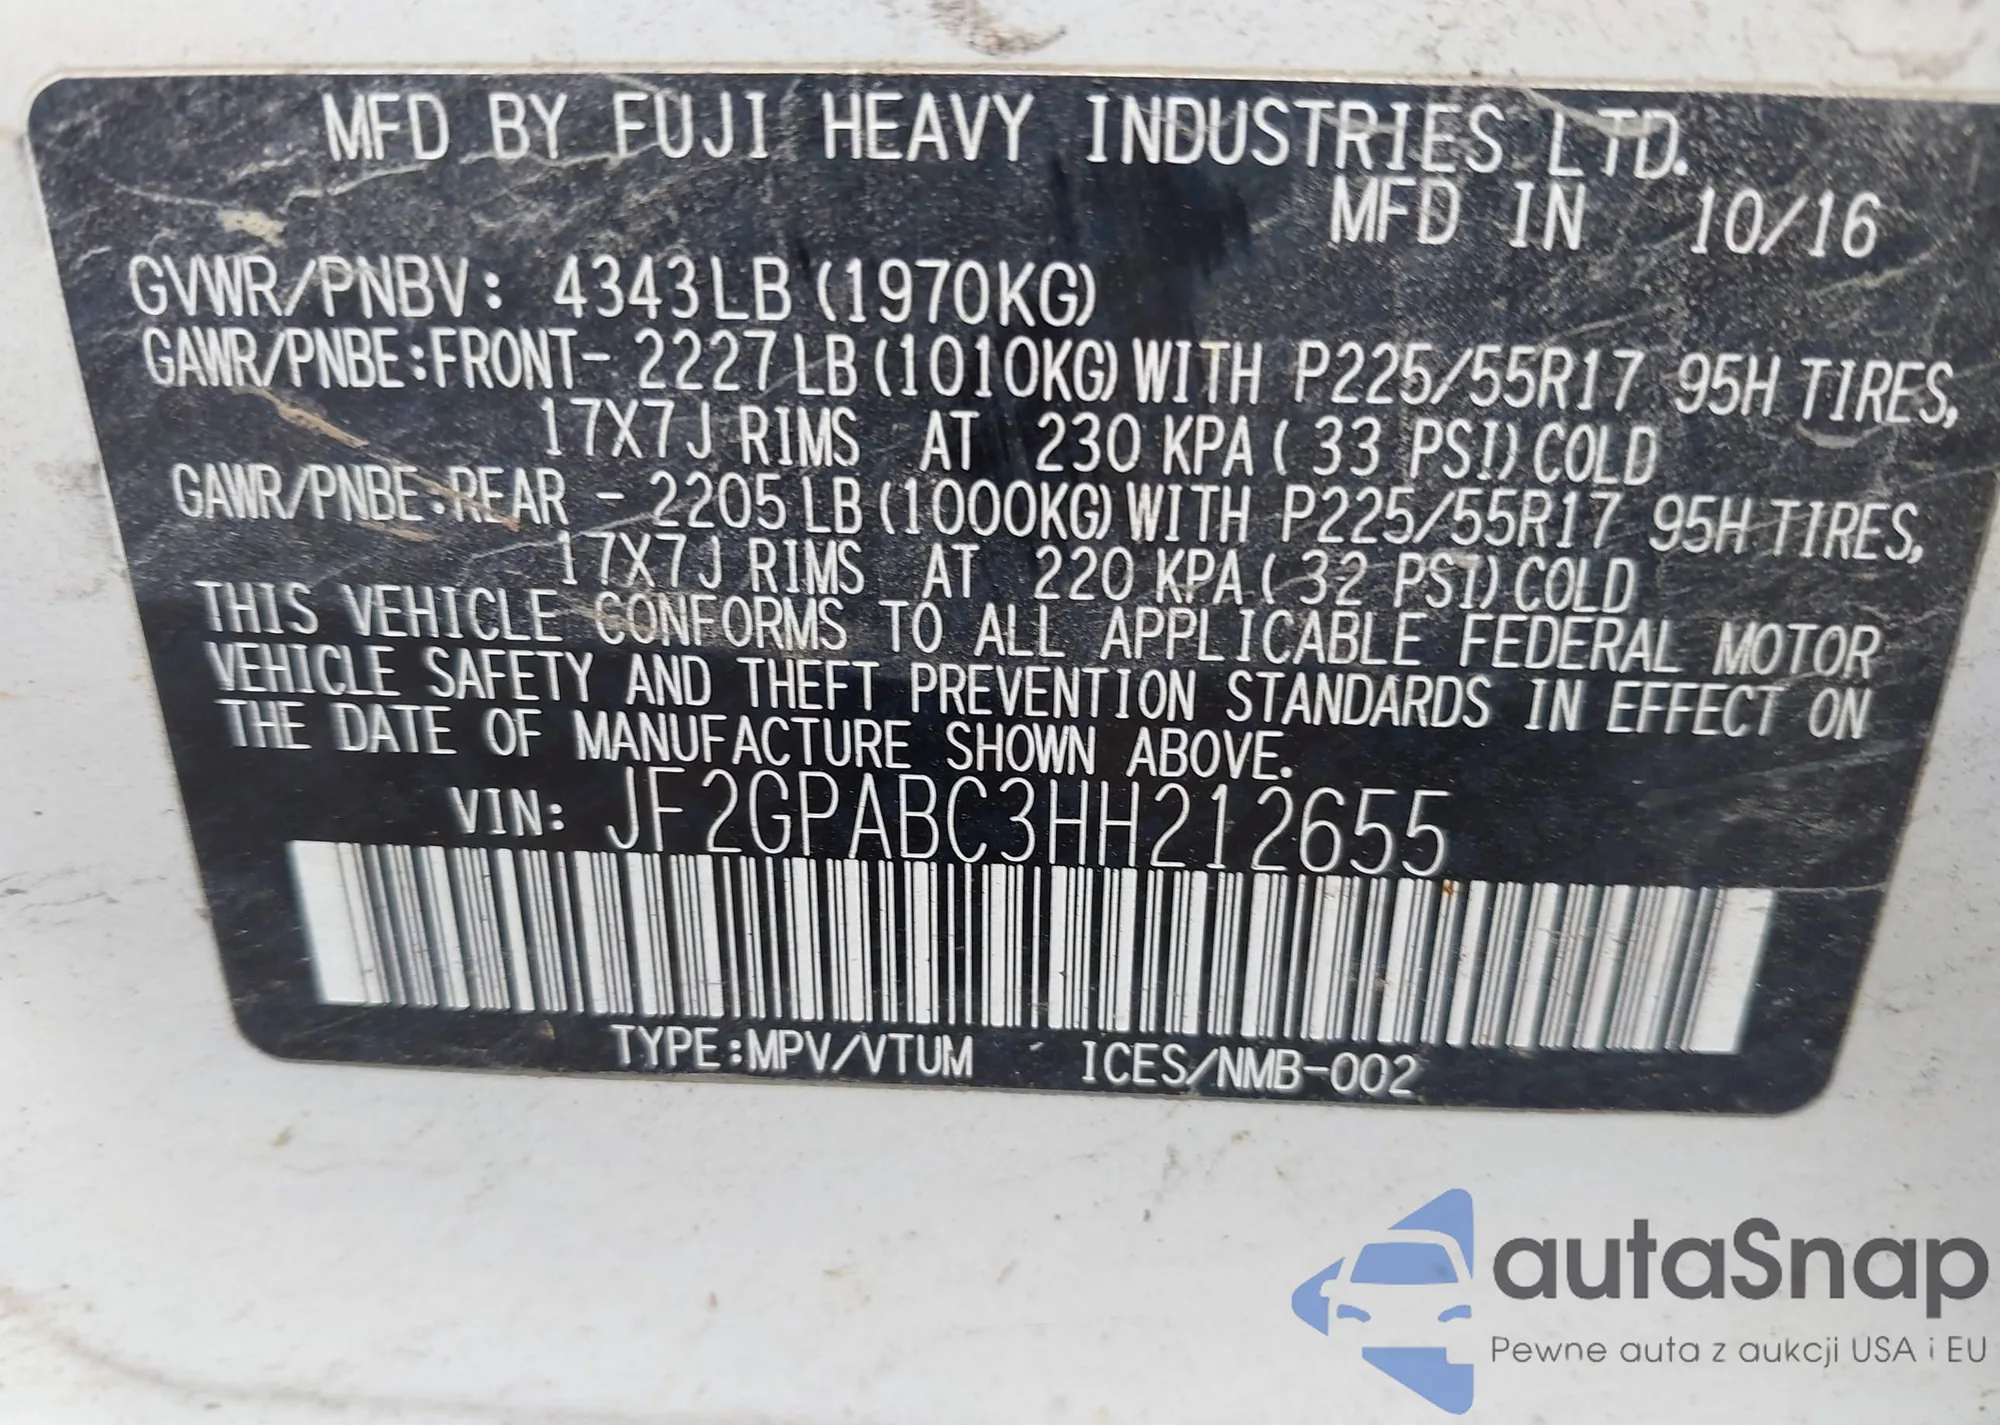 MFD BY FUJI HEAVY INDUSTRIES LTD.
MFD IN 10/16
GVWR/PNBV: 4343LB (1970KG)
GAWR/PNBE:FRONT- 2227LB (1010KG) WITH P225/55R17 95H TIRES,
17X7J RIMS AT 230 KPA ( 33 PSI) COLD
GAWR/PNBE:REAR - 2205LB (1000KG) WITH P225/55R17 95H TIRES,
17X7J RIMS AT 220 KPA ( 32 PSI) COLD
THIS VEHICLE CONFORMS TO ALL APPLICABLE FEDERAL MOTOR
VEHICLE SAFETY AND THEFT PREVENTION STANDARDS IN EFFECT ON
THE DATE OF MANUFACTURE SHOWN ABOVE.
VIN: JF2GPABC3HH212655
TYPE:MPV/VTUM ICES/NMB-002
autaSnap
Pewne auta z aukcji USA i EU